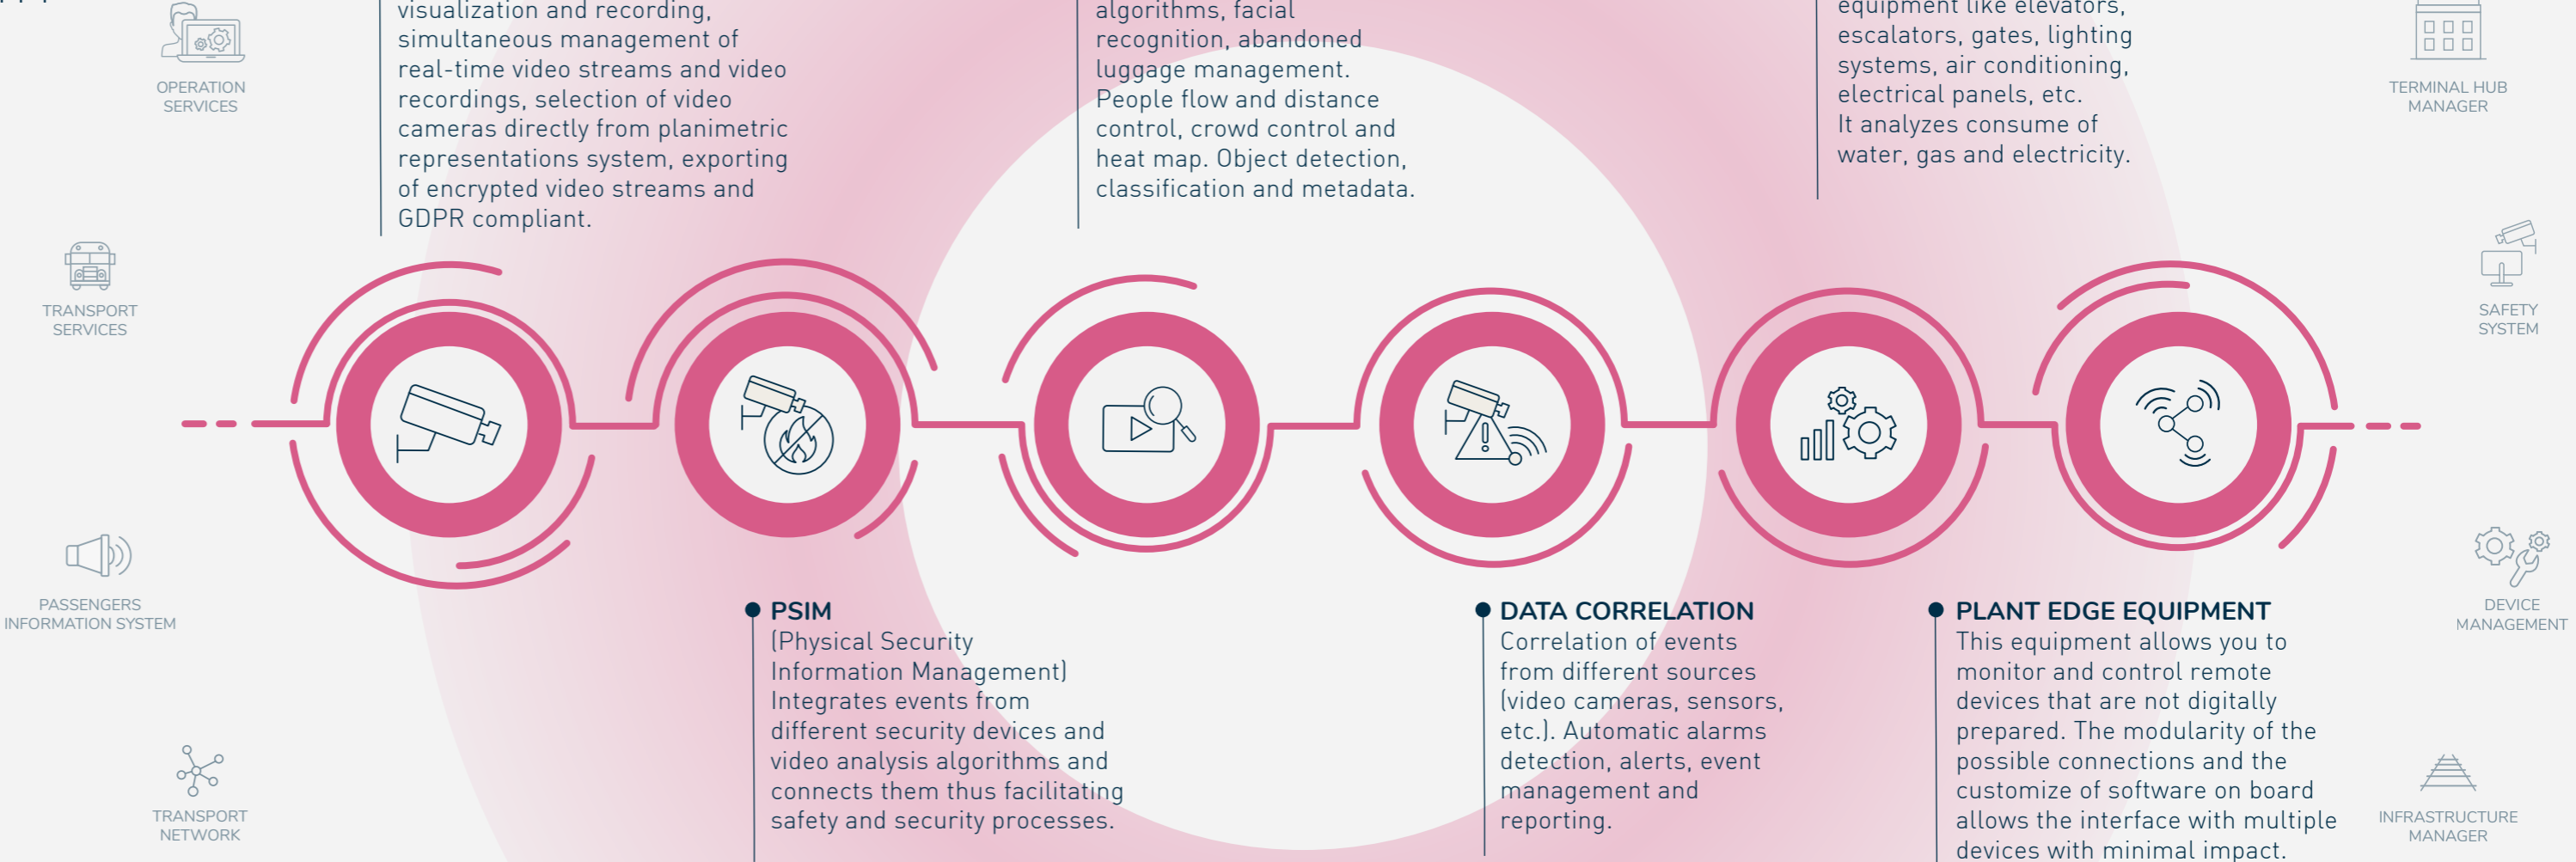 visualization and recording,
simultaneous management of
real-time video streams and video
recordings, selection of video
cameras directly from planimetric
representations system, exporting
of encrypted video streams and
GDPR compliant.
algorithms, facial
recognition, abandoned
luggage management.
People flow and distance
control, crowd control and
heat map. Object detection,
classification and metadata.
equipment like elevators,
escalators, gates, lighting
systems, air conditioning,
electrical panels, etc.
It analyzes consume of
water, gas and electricity.
OPERATION
SERVICES
TRANSPORT
SERVICES
PASSENGERS
INFORMATION SYSTEM
TRANSPORT
NETWORK
PSIM
(Physical Security
Information Management)
Integrates events from
different security devices and
video analysis algorithms and
connects them thus facilitating
safety and security processes.
DATA CORRELATION
Correlation of events
from different sources
(video cameras, sensors,
etc.). Automatic alarms
detection, alerts, event
management and
reporting.
PLANT EDGE EQUIPMENT
This equipment allows you to
monitor and control remote
devices that are not digitally
prepared. The modularity of the
possible connections and the
customize of software on board
allows the interface with multiple
devices with minimal impact.
TERMINAL HUB
MANAGER
SAFETY
SYSTEM
DEVICE
MANAGEMENT
INFRASTRUCTURE
MANAGER